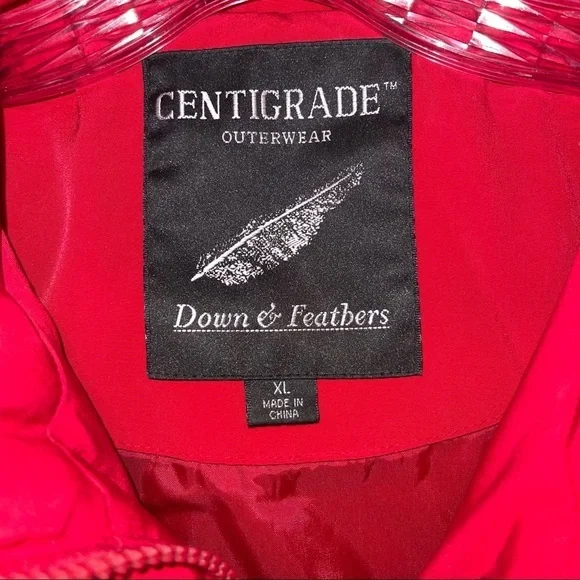 CENTIGRADE™
OUTERWEAR
Down & Feathers
XL
MADE IN
CHINA